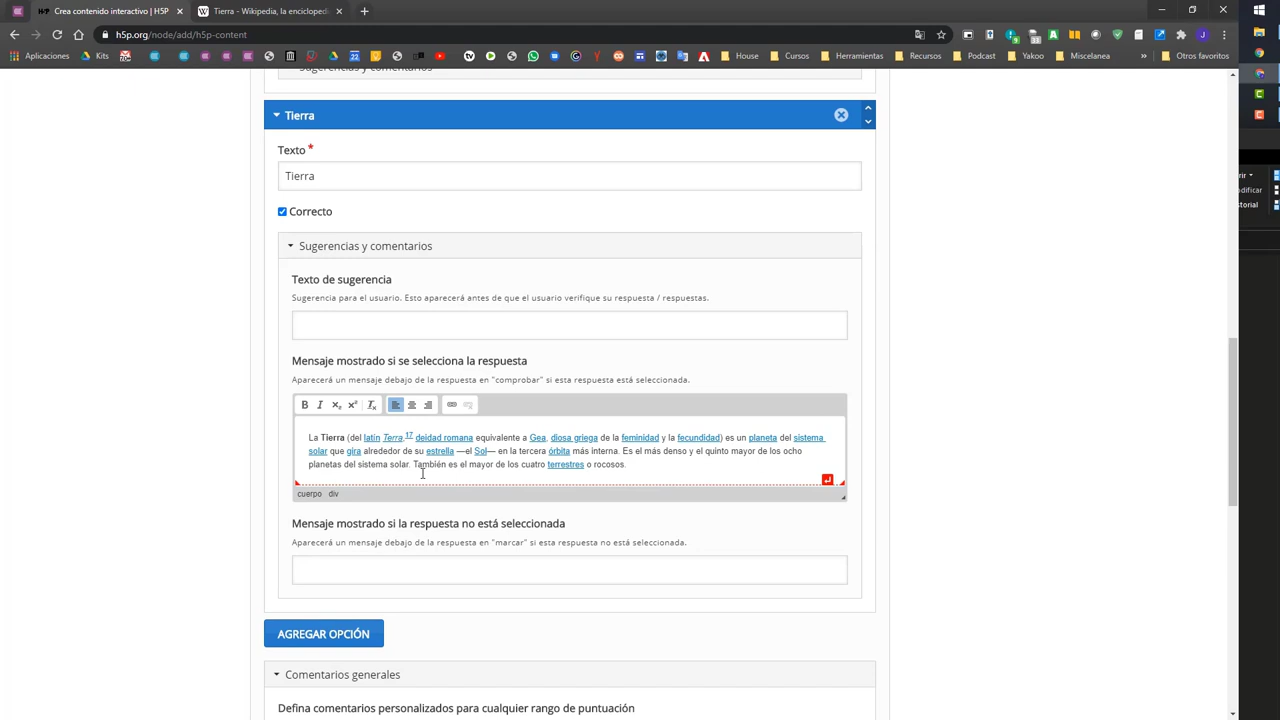 Crea contenido interactivo | H5P
Tierra - Wikipedia, la encicloped
h5p.org/node/add/h5p-content
Aplicaciones
Kits
House
Cursos
Herramientas
Recursos
Podcast
Yakoo
Miscelanea
Otros favoritos
Sugerencias y comentarios
Tierra
Texto *
Tierra
Correcto
Sugerencias y comentarios
Texto de sugerencia
Sugerencia para el usuario. Esto aparecerá antes de que el usuario verifique su respuesta / respuestas.
Mensaje mostrado si se selecciona la respuesta
Aparecerá un mensaje debajo de la respuesta en "comprobar" si esta respuesta está seleccionada.
La Tierra (del latín Terra,17 deidad romana equivalente a Gea, diosa griega de la feminidad y la fecundidad) es un planeta del sistema
solar que gira alrededor de su estrella —el Sol— en la tercera órbita más interna. Es el más denso y el quinto mayor de los ocho
planetas del sistema solar. También es el mayor de los cuatro terrestres o rocosos.
cuerpo div
Mensaje mostrado si la respuesta no está seleccionada
Aparecerá un mensaje debajo de la respuesta en "marcar" si esta respuesta no está seleccionada.
AGREGAR OPCIÓN
Comentarios generales
Defina comentarios personalizados para cualquier rango de puntuación